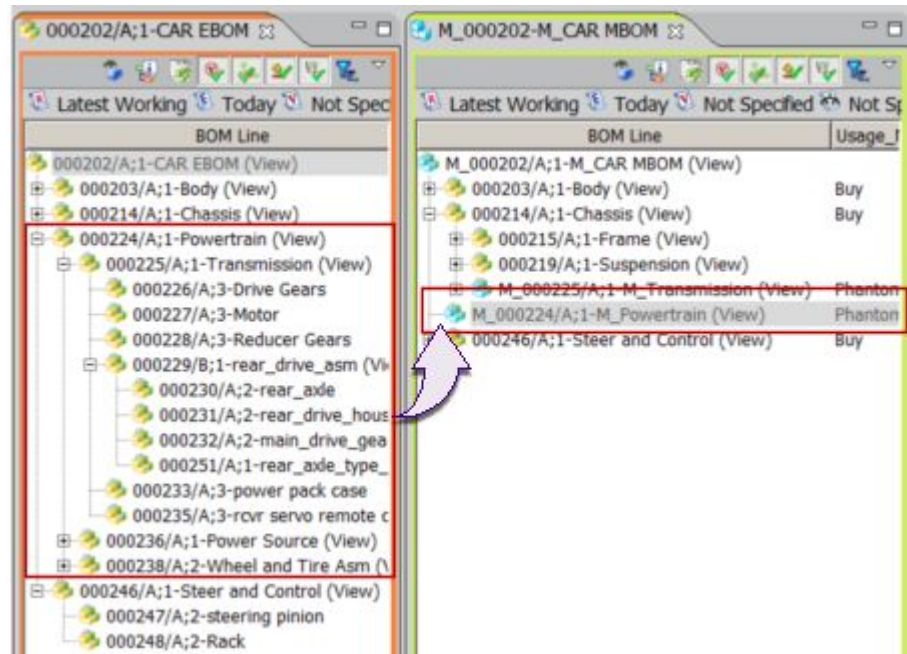 000202/A;1-CAR EBOM
Latest Working Today Not Spec
BOM Line
000202/A;1-CAR EBOM (View)
000203/A;1-Body (View)
000214/A;1-Chassis (View)
000224/A;1-Powertrain (View)
000225/A;1-Transmission (View)
000226/A;3-Drive Gears
000227/A;3-Motor
000228/A;3-Reducer Gears
000229/B;1-rear_drive_asm (Vi
000230/A;2-rear_axle
000231/A;2-rear_drive_hous
000232/A;2-main_drive_gea
000251/A;1-rear_axle_type_
000233/A;3-power pack case
000235/A;3-rcvr servo remote c
000236/A;1-Power Source (View)
000238/A;2-Wheel and Tire Asm (V
000246/A;1-Steer and Control (View)
000247/A;2-steering pinion
000248/A;2-Rack
M_000202-M_CAR MBOM
Latest Working Today Not Specified Not Sp
BOM Line Usage_
M_000202/A;1-M_CAR MBOM (View)
000203/A;1-Body (View) Buy
000214/A;1-Chassis (View) Buy
000215/A;1-Frame (View)
000219/A;1-Suspension (View)
M_000225/A;1-M_Transmission (View) Phanton
M_000224/A;1-M_Powertrain (View) Phanton
000246/A;1-Steer and Control (View) Buy